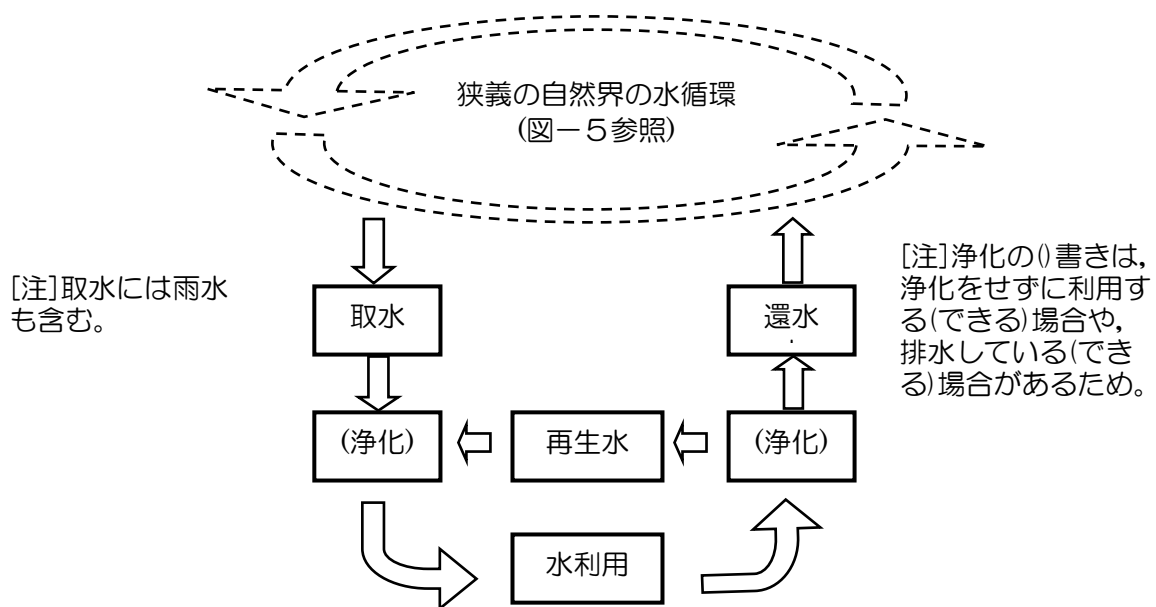 狭義の自然界の水循環
(図－５参照)
[注]取水には雨水
も含む。
取水
還水
[注]浄化の()書きは,
浄化をせずに利用す
る(できる)場合や,
排水している(でき
る)場合があるため。
(浄化)
再生水
(浄化)
水利用